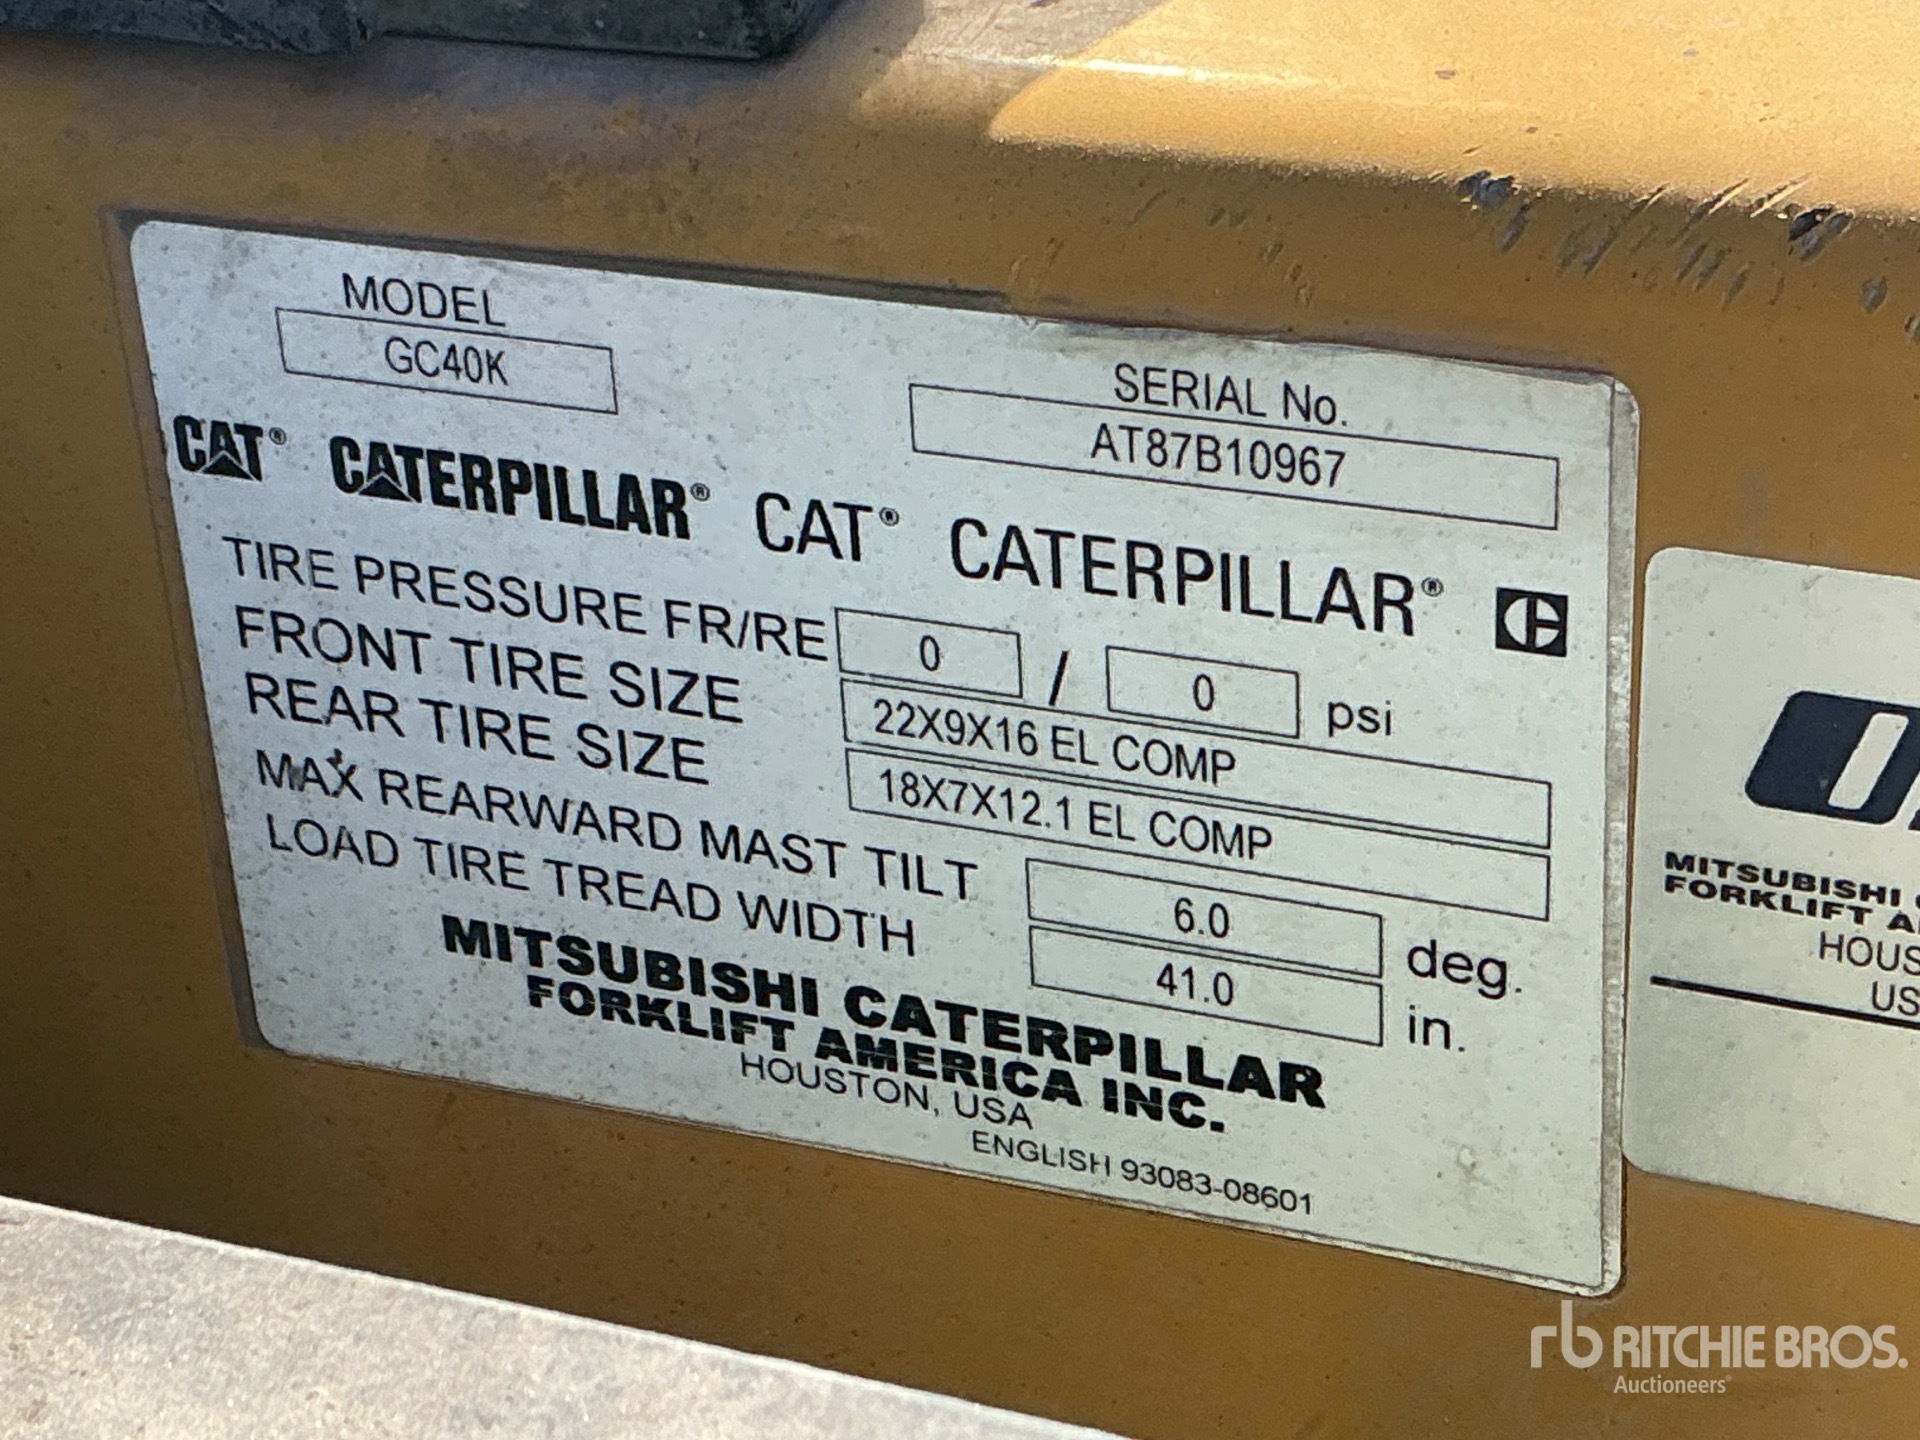 MODEL
GC40K
SERIAL No.
AT87B10967
CAT® CATERPILLAR® CAT® CATERPILLAR®
TIRE PRESSURE FR/RE 0 / 0 psi
FRONT TIRE SIZE 22X9X16 EL COMP
REAR TIRE SIZE 18X7X12.1 EL COMP
MAX REARWARD MAST TILT 6.0 deg.
LOAD TIRE TREAD WIDTH 41.0 in.
MITSUBISHI CATERPILLAR
FORKLIFT AMERICA INC.
HOUSTON, USA
ENGLISH 93083-08601
MITSUBISHI
FORKLIFT
rb RITCHIE BROS.
Auctioneers